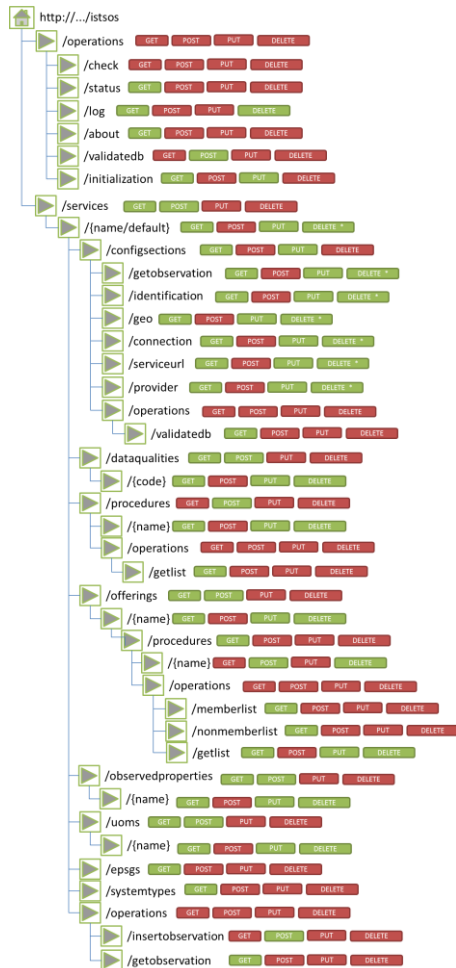 http://.../istsos
/operations GET POST PUT DELETE
/check GET POST PUT DELETE
/status GET POST PUT DELETE
/log GET POST PUT DELETE
/about GET POST PUT DELETE
/validatedb GET POST PUT DELETE
/initialization GET POST PUT DELETE
/services GET POST PUT DELETE
/{name/default} GET POST PUT DELETE *
/configsections GET POST PUT DELETE
/getobservation GET POST PUT DELETE *
/identification GET POST PUT DELETE *
/geo GET POST PUT DELETE *
/connection GET POST PUT DELETE *
/serviceurl GET POST PUT DELETE *
/provider GET POST PUT DELETE *
/operations GET POST PUT DELETE
/validatedb GET POST PUT DELETE
/dataqualities GET POST PUT DELETE
/{code} GET POST PUT DELETE
/procedures GET POST PUT DELETE
/{name} GET POST PUT DELETE
/operations GET POST PUT DELETE
/getlist GET POST PUT DELETE
/offerings GET POST PUT DELETE
/{name} GET POST PUT DELETE
/procedures GET POST PUT DELETE
/{name} GET POST PUT DELETE
/operations GET POST PUT DELETE
/memberlist GET POST PUT DELETE
/nonmemberlist GET POST PUT DELETE
/getlist GET POST PUT DELETE
/observedproperties GET POST PUT DELETE
/{name} GET POST PUT DELETE
/uoms GET POST PUT DELETE
/{name} GET POST PUT DELETE
/epsgs GET POST PUT DELETE
/systemtypes GET POST PUT DELETE
/operations GET POST PUT DELETE
/insertobservation GET POST PUT DELETE
/getobservation GET POST PUT DELETE